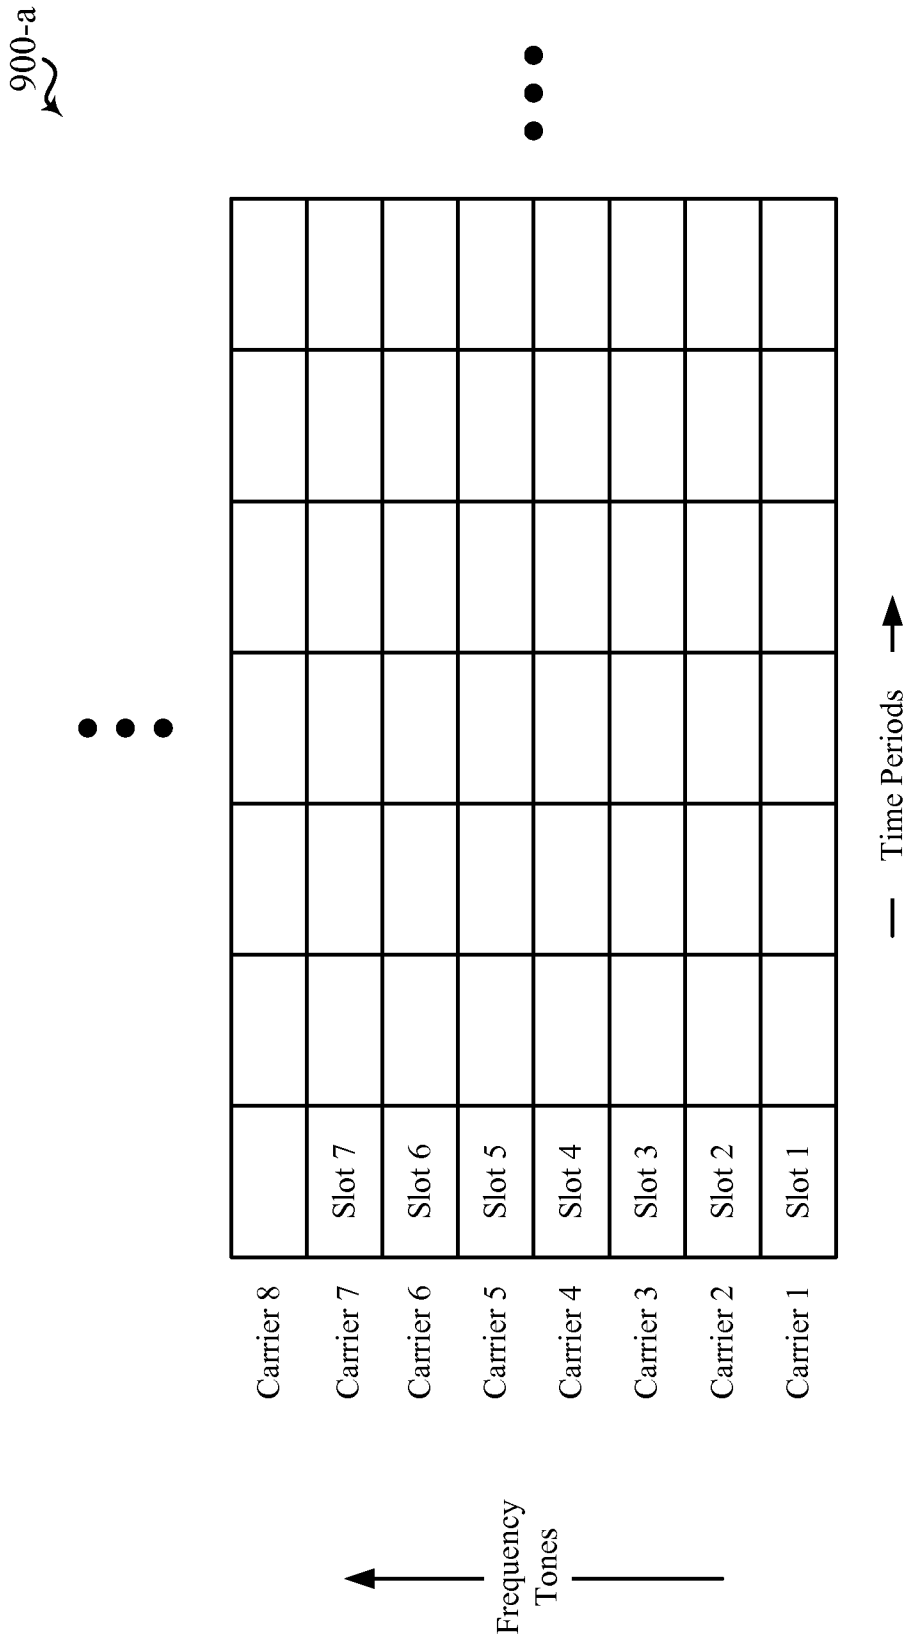 900-a
Carrier 8
Carrier 7
Slot 7
Carrier 6
Slot 6
Carrier 5
Slot 5
Carrier 4
Slot 4
Carrier 3
Slot 3
Carrier 2
Slot 2
Carrier 1
Slot 1
Frequency
Tones
Time Periods